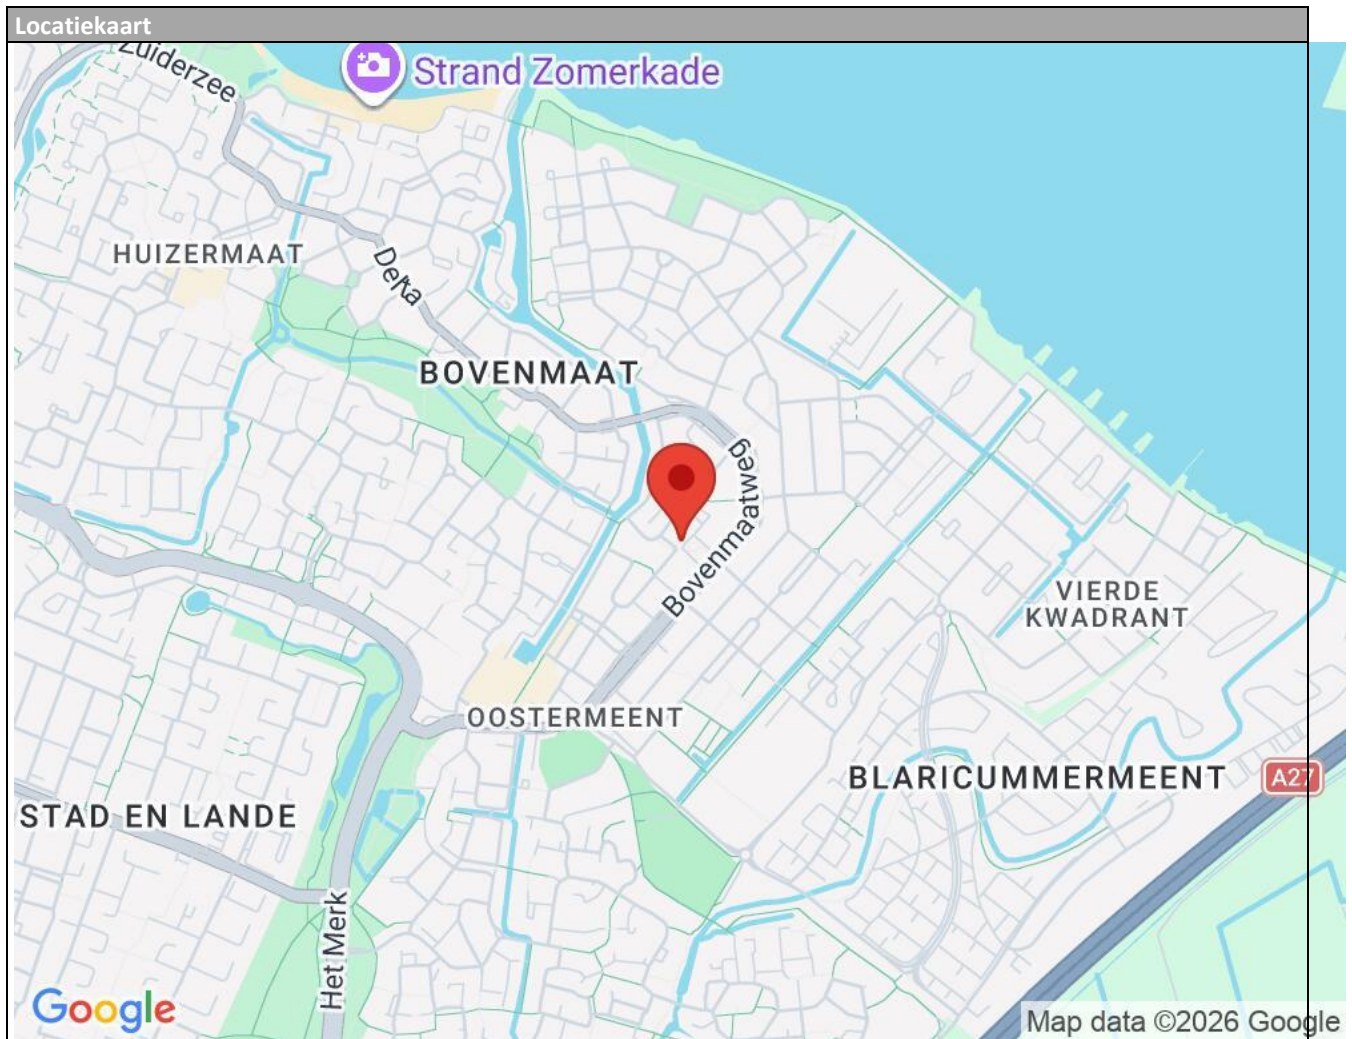 Locatiekaart
Zuiderzee
Strand Zomerkade
HUIZERMAAT
Delta
BOVENMAAT
Bovenmaatweg
VIERDE
KWADRANT
OOSTERMEENT
BLARICUMMERMEENT
A27
STAD EN LANDE
Het Merk
Google
Map data ©2026 Google